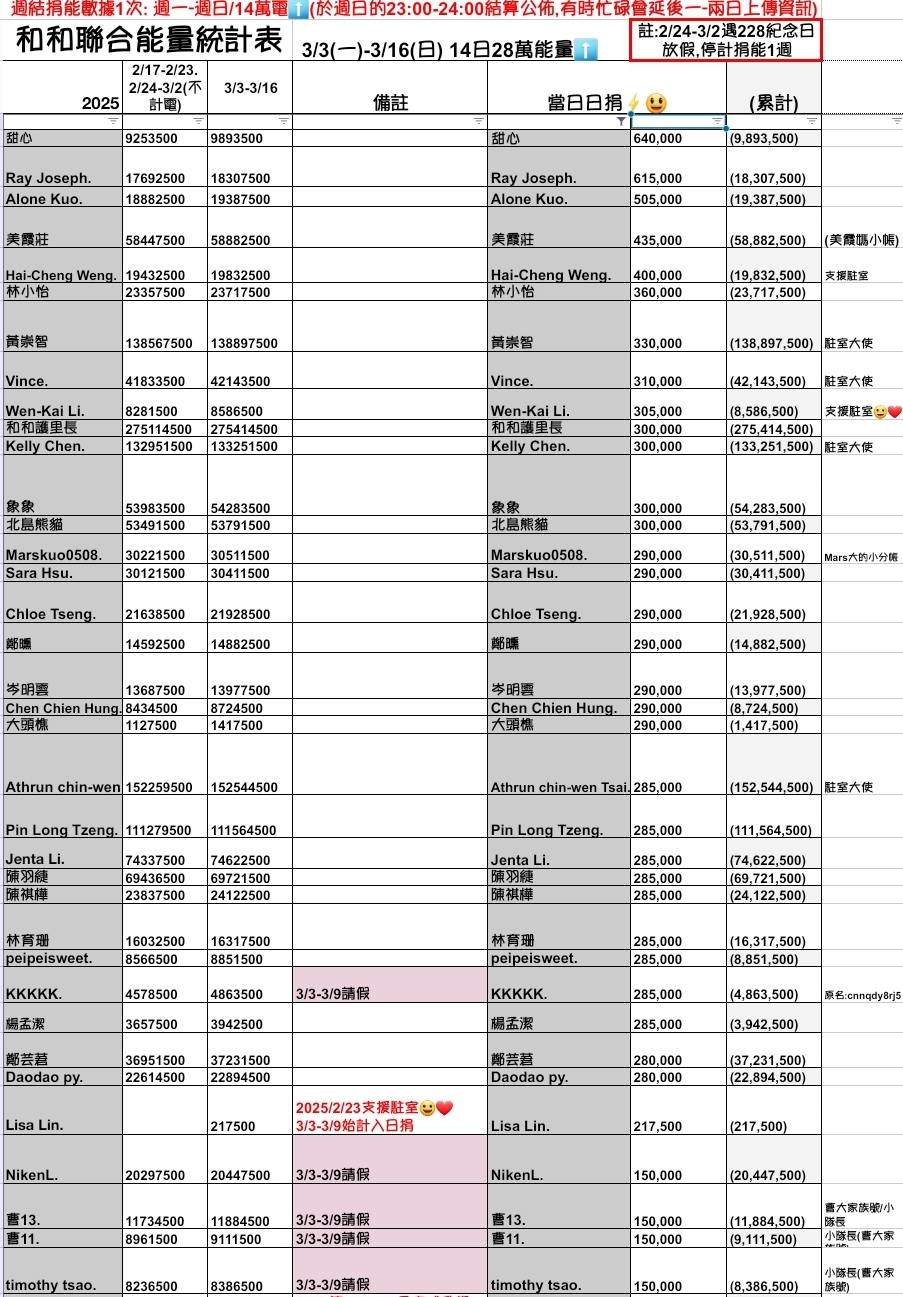 週結捐能數據1次: 週一-週日/14萬電⬆️(於週日的23:00-24:00結算公佈,有時忙碌會延後一-兩日上傳資訊)
和和聯合能量統計表
3/3(一)-3/16(日) 14日28萬能量⬆️
註:2/24-3/2遇228紀念日
放假,停計捐能1週
2025 2/17-2/23. 2/24-3/2(不計電) 3/3-3/16 備註 當日日捐⚡😃 (累計)
甜心 9253500 9893500 甜心 640,000 (9,893,500)
Ray Joseph. 17692500 18307500 Ray Joseph. 615,000 (18,307,500)
Alone Kuo. 18882500 19387500 Alone Kuo. 505,000 (19,387,500)
美霞莊 58447500 58882500 美霞莊 435,000 (58,882,500) (美霞媽小帳)
Hai-Cheng Weng. 19432500 19832500 Hai-Cheng Weng. 400,000 (19,832,500) 支援駐室
林小怡 23357500 23717500 林小怡 360,000 (23,717,500)
黃崇智 138567500 138897500 黃崇智 330,000 (138,897,500) 駐室大使
Vince. 41833500 42143500 Vince. 310,000 (42,143,500) 駐室大使
Wen-Kai Li. 8281500 8586500 Wen-Kai Li. 305,000 (8,586,500) 支援駐室😀❤️
和和護里長 275114500 275414500 和和護里長 300,000 (275,414,500)
Kelly Chen. 132951500 133251500 Kelly Chen. 300,000 (133,251,500) 駐室大使
象象 53983500 54283500 象象 300,000 (54,283,500)
北島熊貓 53491500 53791500 北島熊貓 300,000 (53,791,500)
Marskuo0508. 30221500 30511500 Marskuo0508. 290,000 (30,511,500) Mars大的小分帳
Sara Hsu. 30121500 30411500 Sara Hsu. 290,000 (30,411,500)
Chloe Tseng. 21638500 21928500 Chloe Tseng. 290,000 (21,928,500)
鄭 14592500 14882500 鄭 290,000 (14,882,500)
岑明雲 13687500 13977500 岑明雲 290,000 (13,977,500)
Chen Chien Hung. 8434500 8724500 Chen Chien Hung. 290,000 (8,724,500)
大頭樵 1127500 1417500 大頭樵 290,000 (1,417,500)
Athrun chin-wen 152259500 152544500 Athrun chin-wen Tsai. 285,000 (152,544,500) 駐室大使
Pin Long Tzeng. 111279500 111564500 Pin Long Tzeng. 285,000 (111,564,500)
Jenta Li. 74337500 74622500 Jenta Li. 285,000 (74,622,500)
陳羽緁 69436500 69721500 陳羽緁 285,000 (69,721,500)
陳祺樺 23837500 24122500 陳祺樺 285,000 (24,122,500)
林育珊 16032500 16317500 林育珊 285,000 (16,317,500)
peipeisweet. 8566500 8851500 peipeisweet. 285,000 (8,851,500)
KKKKK. 4578500 4863500 3/3-3/9請假 KKKKK. 285,000 (4,863,500) 原名:cnnqdy8rj5
楊孟潔 3657500 3942500 楊孟潔 285,000 (3,942,500)
鄭芸莙 36951500 37231500 鄭芸莙 280,000 (37,231,500)
Daodao py. 22614500 22894500 Daodao py. 280,000 (22,894,500)
2025/2/23支援駐室😀❤️
Lisa Lin. 217500 3/3-3/9始計入日捐 Lisa Lin. 217,500 (217,500)
NikenL. 20297500 20447500 3/3-3/9請假 NikenL. 150,000 (20,447,500)
曹13. 11734500 11884500 3/3-3/9請假 曹13. 150,000 (11,884,500) 曹大家族號/小隊長
曹11. 8961500 9111500 3/3-3/9請假 曹11. 150,000 (9,111,500) 小隊長(曹大家
timothy tsao. 8236500 8386500 3/3-3/9請假 timothy tsao. 150,000 (8,386,500) 小隊長(曹大家族號)